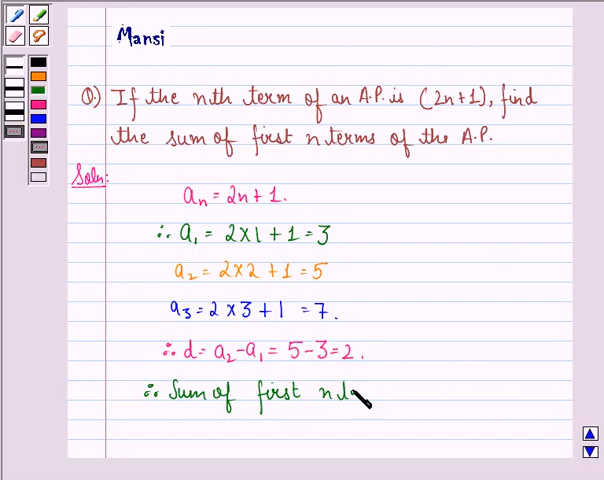 Mansi
Q.) If the nth term of an A.P. is (2n+1), find
the sum of first n terms of the A.P.
Soln:
aₙ = 2n+1.
∴ a₁ = 2×1+1=3
a₂ = 2×2+1=5
a₃ = 2×3+1=7.
∴ d= a₂-a₁ = 5-3=2.
∴ Sum of first n